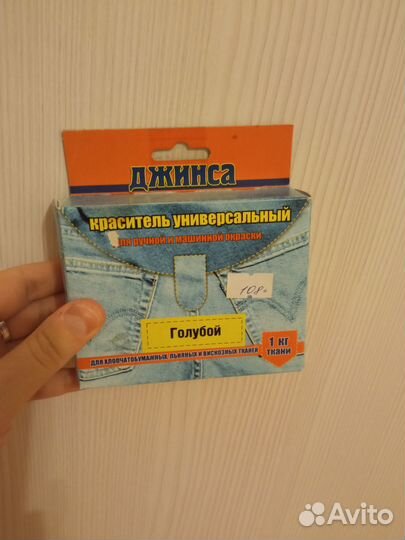 ДЖИНСА
краситель универсальный
для ручной и машинной окраски
108
Голубой
1 кг
ткани
ДЛЯ ХЛОПЧАТОБУМАЖНЫХ, ЛЬНЯНЫХ И ВИСКОЗНЫХ ТКАНЕЙ
Avito